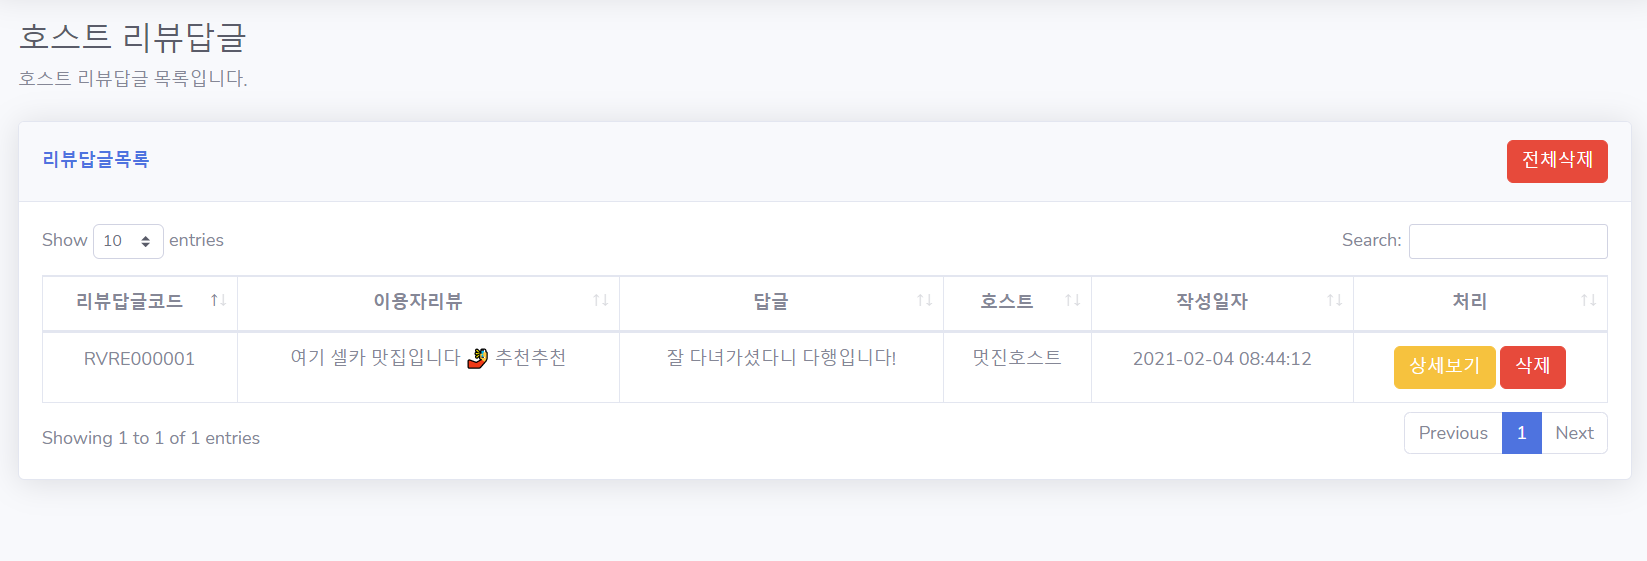 호스트 리뷰답글
호스트 리뷰답글 목록입니다.
리뷰답글목록 전체삭제
Show 10 entries Search:
리뷰답글코드 이용자리뷰 답글 호스트 작성일자 처리
RVRE000001 여기 셀카 맛집입니다 🤳 추천추천 잘 다녀가셨다니 다행입니다! 멋진호스트 2021-02-04 08:44:12 상세보기 삭제
Showing 1 to 1 of 1 entries Previous 1 Next